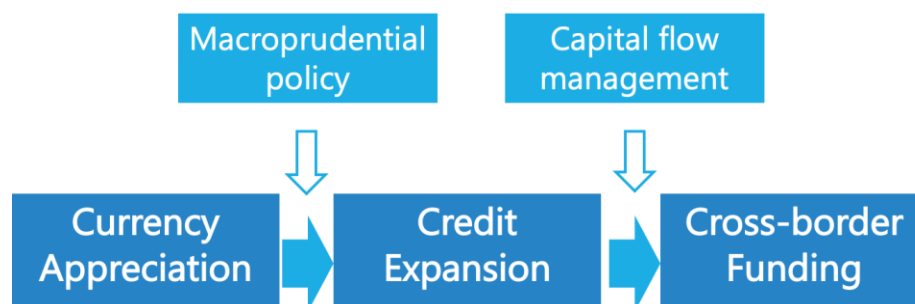 Macroprudential
policy
Capital flow
management
Currency
Appreciation
Credit
Expansion
Cross-border
Funding